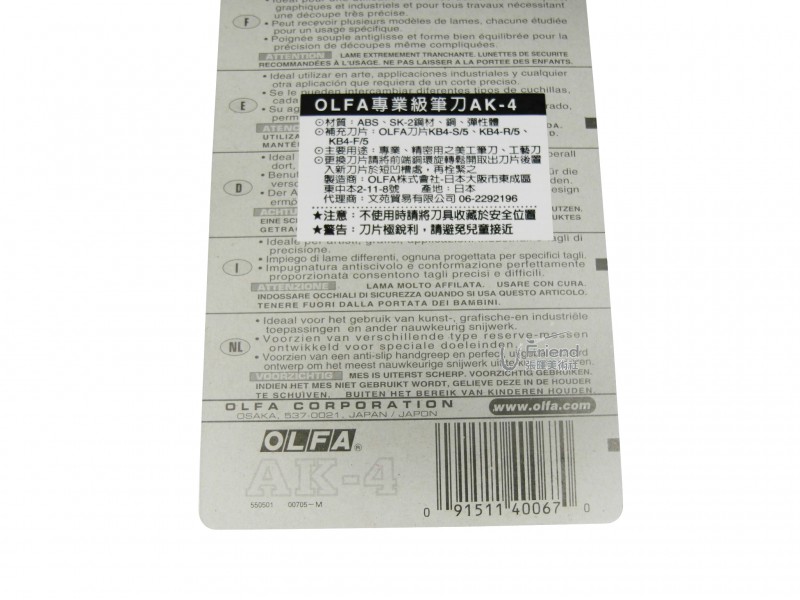 graphiques et industriels et pour tous travaux nécessitant
une découpe très précise.
F
• Peut recevoir plusieurs modèles de lames, chacune étudiée
pour un usage spécifique.
• Poignée souple antiglisse et forme bien équilibrée pour la
précision de découpes même compliquées.
ATTENTION LAME EXTREMEMENT TRANCHANTE. LUNETTES DE SECURITE
RECOMMANDÉES À L'USAGE. NE PAS LAISSER A LA PORTEE DES ENFANTS.
• Ideal utilizar en arte, applicaciones industriales y cualquier
otra aplicación que requiera de un corte preciso.
E
OLFA專業級筆刀AK-4
⊙材質：ABS、SK-2鋼材、鋼、彈性體
⊙補充刀片：OLFA刀片KB4-S/5、KB4-R/5、
KB4-F/5
⊙主要用途：專業、精密用之美工筆刀、工藝刀
⊙更換刀片請將前端鋼環旋轉鬆開取出刀片後置
入新刀片於短凹槽處，再栓緊之
製造商：OLFA株式會社-日本大阪市東成區
東中本2-11-8號 產地：日本
代理商：文苑貿易有限公司 06-2292196
★注意：不使用時請將刀具收藏於安全位置
★警告：刀片極銳利，請避免兒童接近
D
precisione.
• Impiego di lame differenti, ognuna progettata per specifici tagli.
I
• Impugnatura antiscivolo e conformazione perfettamente
proporzionata consentono tagli precisi e difficili.
ATTENZIONE LAMA MOLTO AFFILATA. USARE CON CURA.
INDOSSARE OCCHIALI DI SICUREZZA QUANDO SI USA QUESTO ARTICOLO.
TENERE FUORI DALLA PORTATA DEI BAMBINI.
• Ideaal voor het gebruik van kunst-, grafische-en industriële
toepassingen en ander nauwkeurig snijwerk.
NL
• Voorzien van verschillende type reserve-messen
ontwikkeld voor speciale doeleinden.
• Voorzien van een anti-slip handgreep en perfect
ontwerp om het meest nauwkeurige snijwerk uit
Friend
張匯美術社
VOORZICHTIG MES IS UITERST SCHERP. VOORZICHTIG GEBRUIKEN.
INDIEN HET MES NIET GEBRUIKT WORDT, GELIEVE DEZE IN DE HOUDER
TE SCHUIVEN. BUITEN HET BEREIK VAN KINDEREN HOUDEN
OLFA CORPORATION
OSAKA, 537-0021, JAPAN / JAPON
www.olfa.com
OLFA®
AK-4
550501 00705-M
0 91511 40067 0